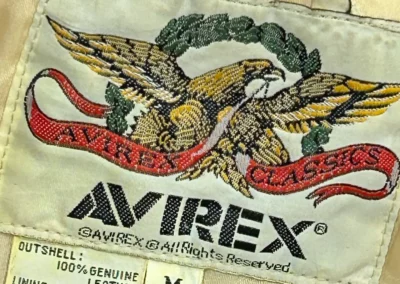 AVIREX CLASSICS
AVIREX®
©AVIREX ® All Rights Reserved
OUTSHELL:
100% GENUINE
M